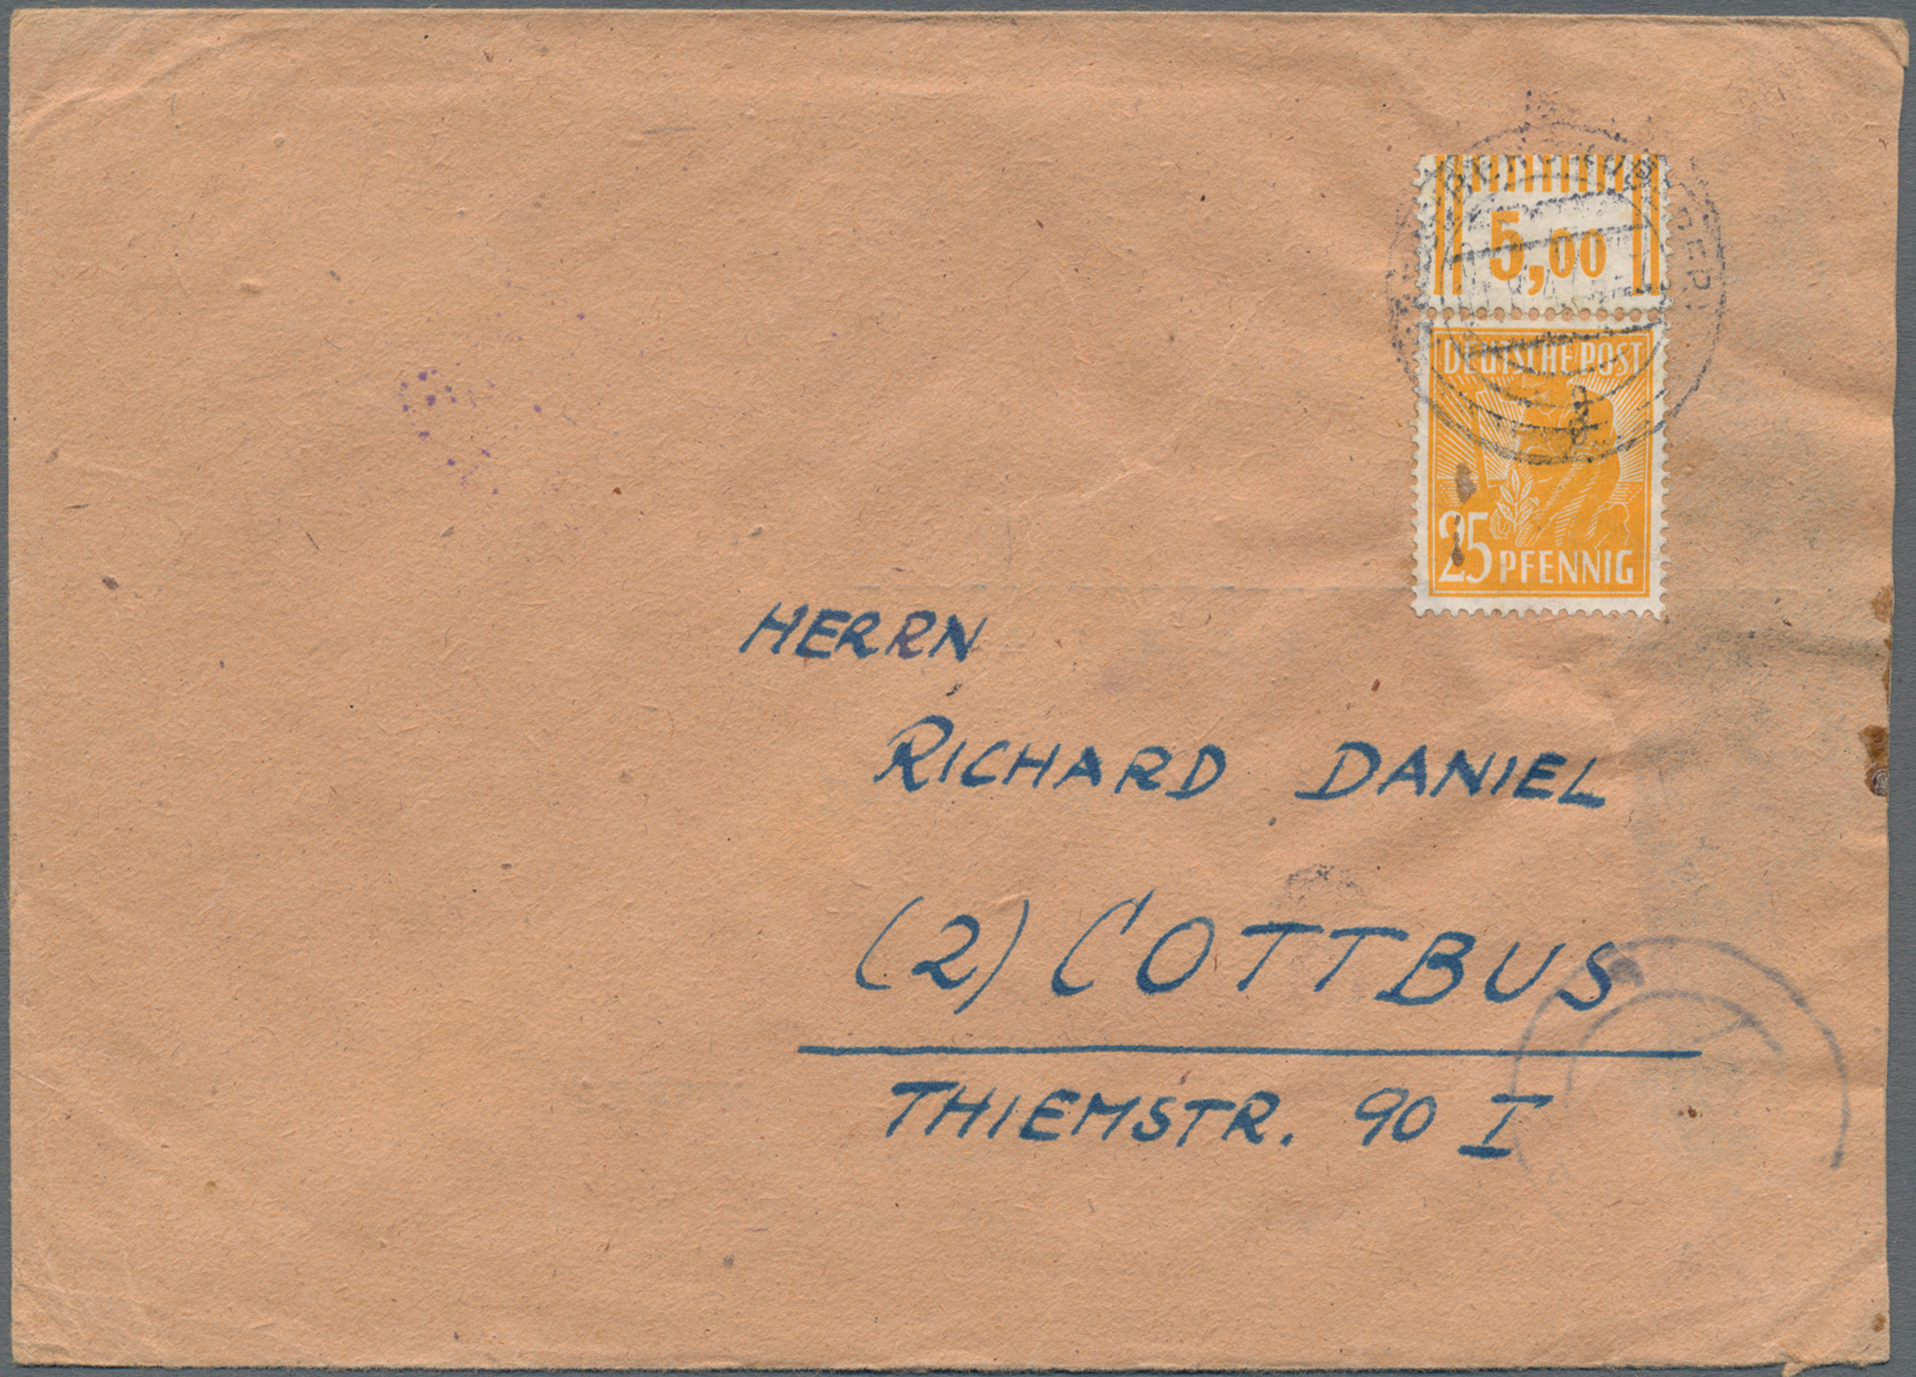 5,00
DEUTSCHE POST
25 PFENNIG
HERRN
RICHARD DANIEL
(2) COTTBUS
THIEMSTR. 90 I